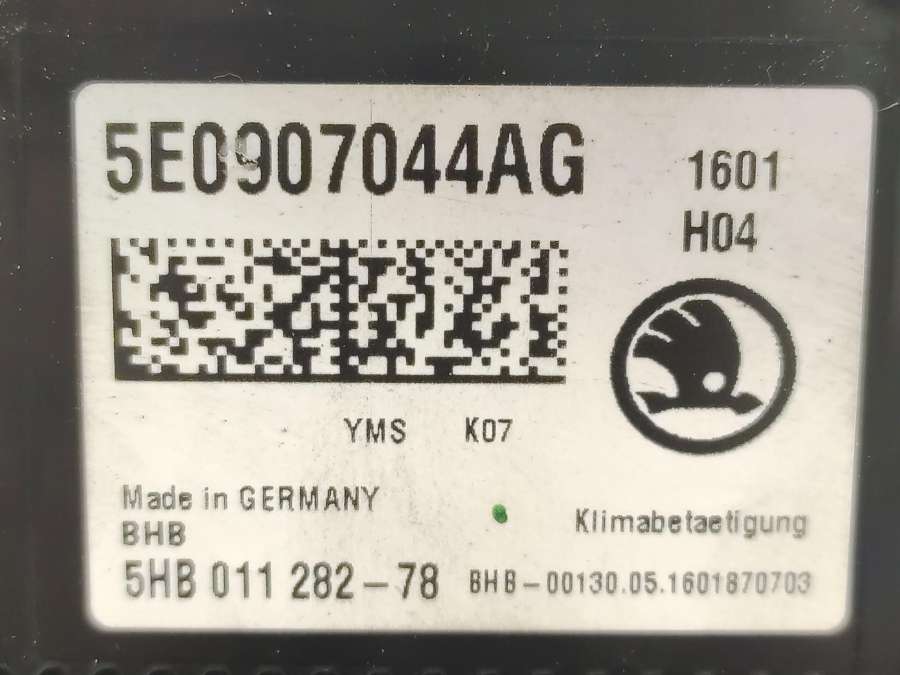 5E0907044AG
1601
H04
YMS K07
Made in GERMANY
BHB
Klimabetaetigung
5HB 011 282-78
BHB-00130.05.1601870703